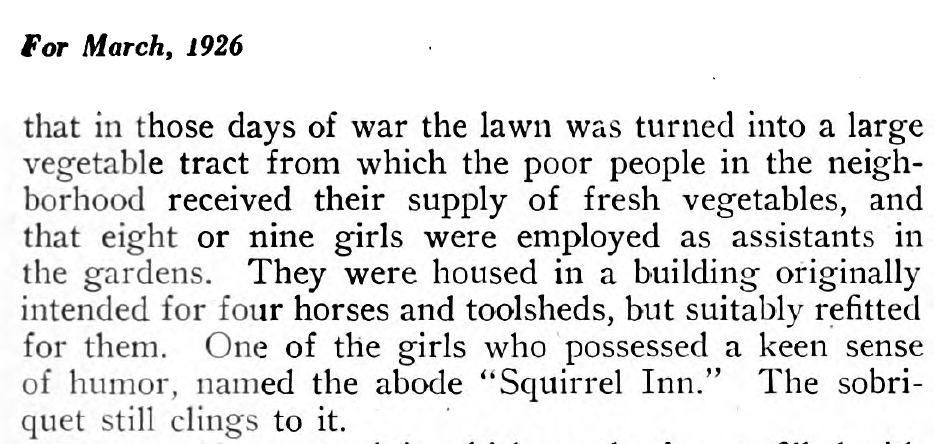 For March, 1926
that in those days of war the lawn was turned into a large
vegetable tract from which the poor people in the neigh-
borhood received their supply of fresh vegetables, and
that eight or nine girls were employed as assistants in
the gardens. They were housed in a building originally
intended for four horses and toolsheds, but suitably refitted
for them. One of the girls who possessed a keen sense
of humor, named the abode “Squirrel Inn.” The sobri-
quet still clings to it.